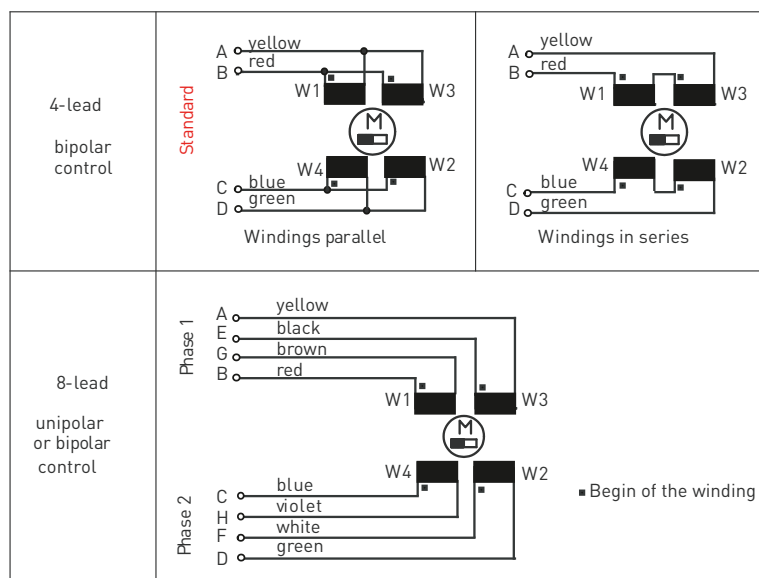 4-lead
bipolar
control
Standard
A yellow
B red
W1 W3
M
W4 W2
C blue
D green
Windings parallel
A yellow
B red
W1 W3
M
W4 W2
C blue
D green
Windings in series
8-lead
unipolar
or bipolar
control
Phase 1
A yellow
E black
G brown
B red
W1 W3
M
W4 W2
Phase 2
C blue
H violet
F white
D green
Begin of the winding